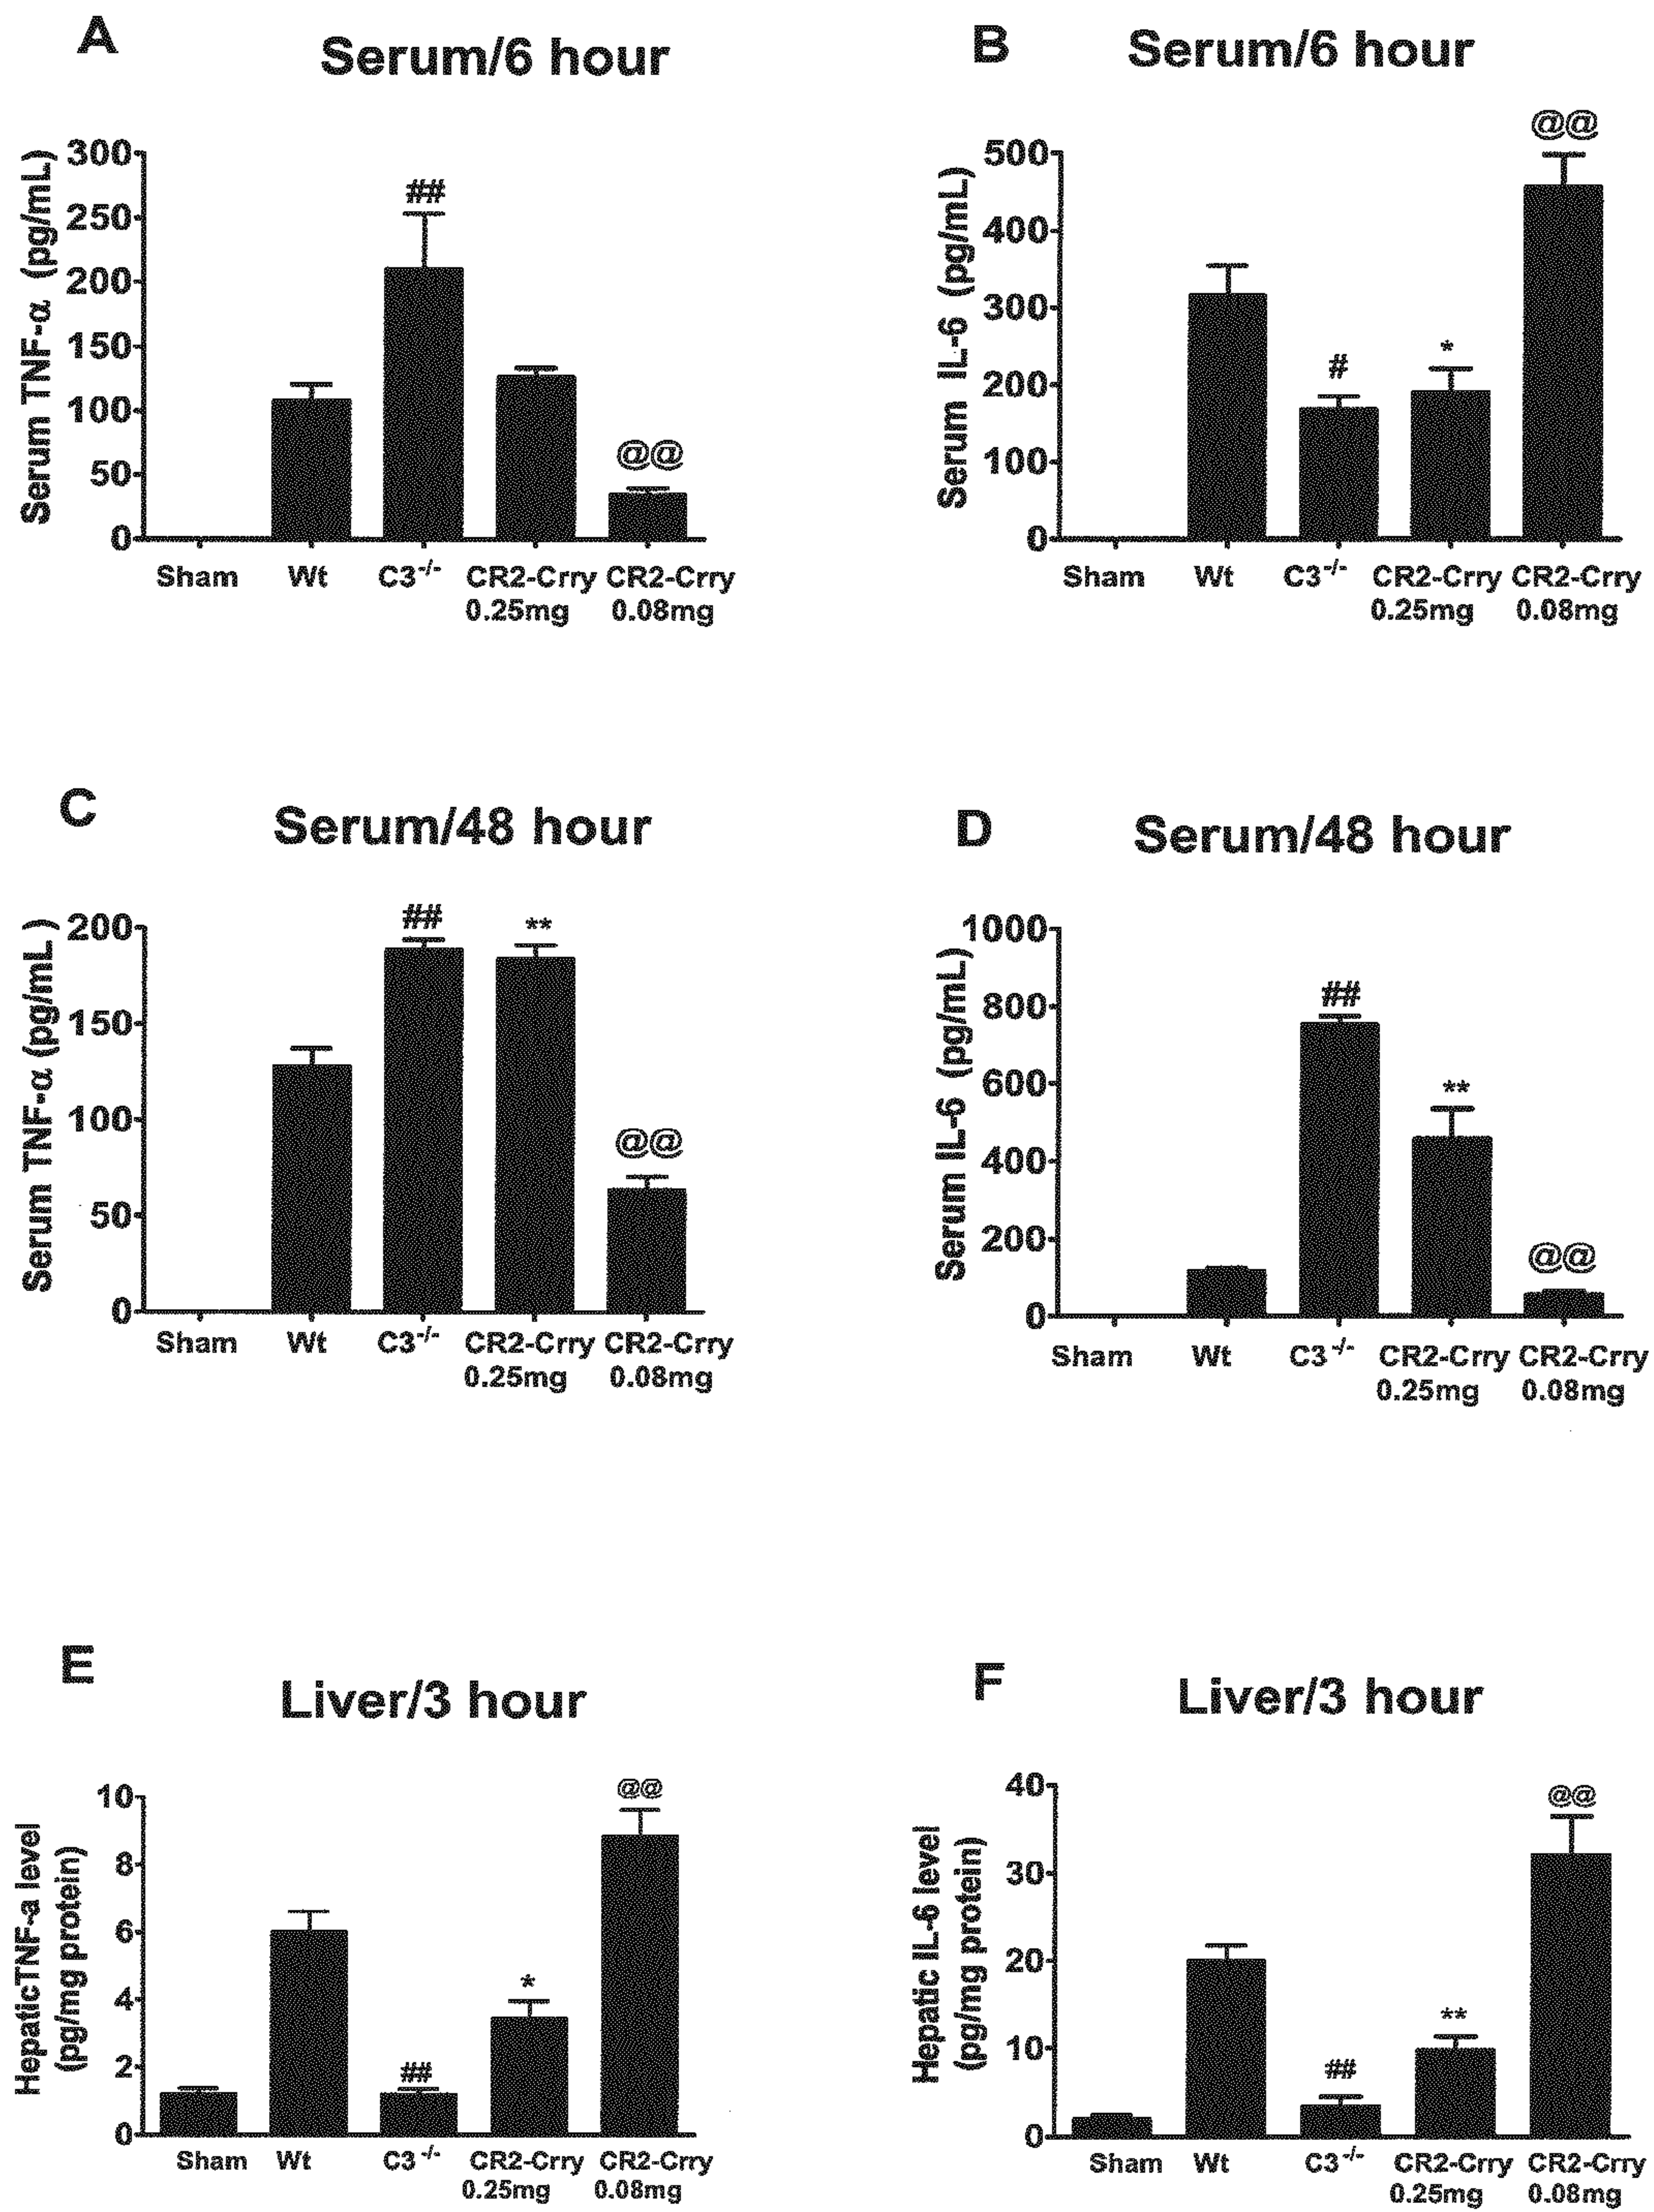 A
Serum/6 hour
Serum TNF-α (pg/mL)
300
250
200
150
100
50
0
##
@@
Sham Wt C3-/- CR2-Crry CR2-Crry
0.25mg 0.08mg
B
Serum/6 hour
Serum IL-6 (pg/mL)
500
400
300
200
100
0
#
*
@@
Sham Wt C3-/- CR2-Crry CR2-Crry
0.25mg 0.08mg
C
Serum/48 hour
Serum TNF-α (pg/mL)
200
150
100
50
0
##
**
@@
Sham Wt C3-/- CR2-Crry CR2-Crry
0.25mg 0.08mg
D
Serum/48 hour
Serum IL-6 (pg/mL)
1000
800
600
400
200
0
##
**
@@
Sham Wt C3-/- CR2-Crry CR2-Crry
0.25mg 0.08mg
E
Liver/3 hour
HepaticTNF-a level
(pg/mg protein)
10
8
6
4
2
0
##
*
@@
Sham Wt C3-/- CR2-Crry CR2-Crry
0.25mg 0.08mg
F
Liver/3 hour
Hepatic IL-6 level
(pg/mg protein)
40
30
20
10
0
##
**
@@
Sham Wt C3-/- CR2-Crry CR2-Crry
0.25mg 0.08mg